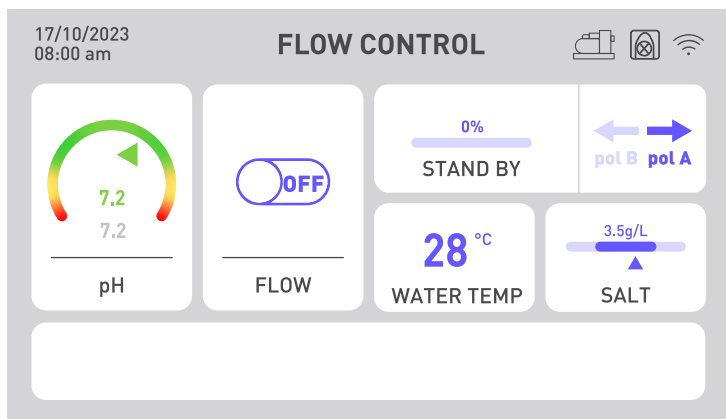 17/10/2023
08:00 am
FLOW CONTROL
7.2
7.2
pH
OFF
FLOW
0%
STAND BY
pol B pol A
28 °C
WATER TEMP
3.5g/L
SALT